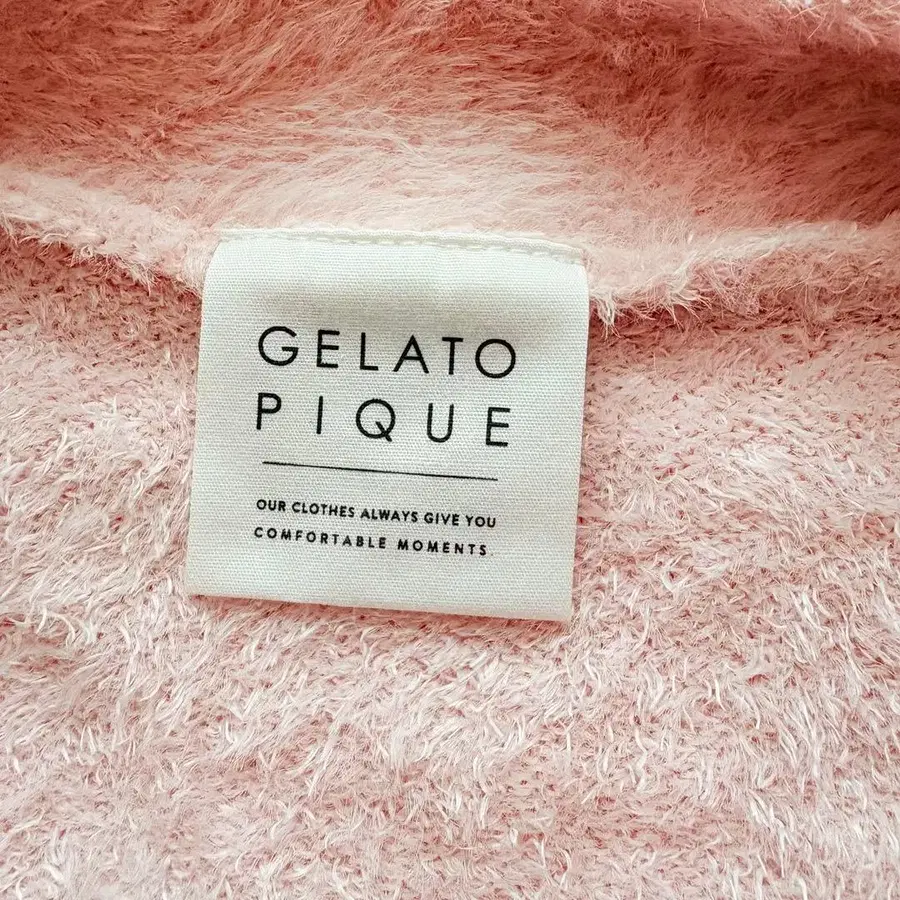 GELATO
PIQUE
OUR CLOTHES ALWAYS GIVE YOU
COMFORTABLE MOMENTS.